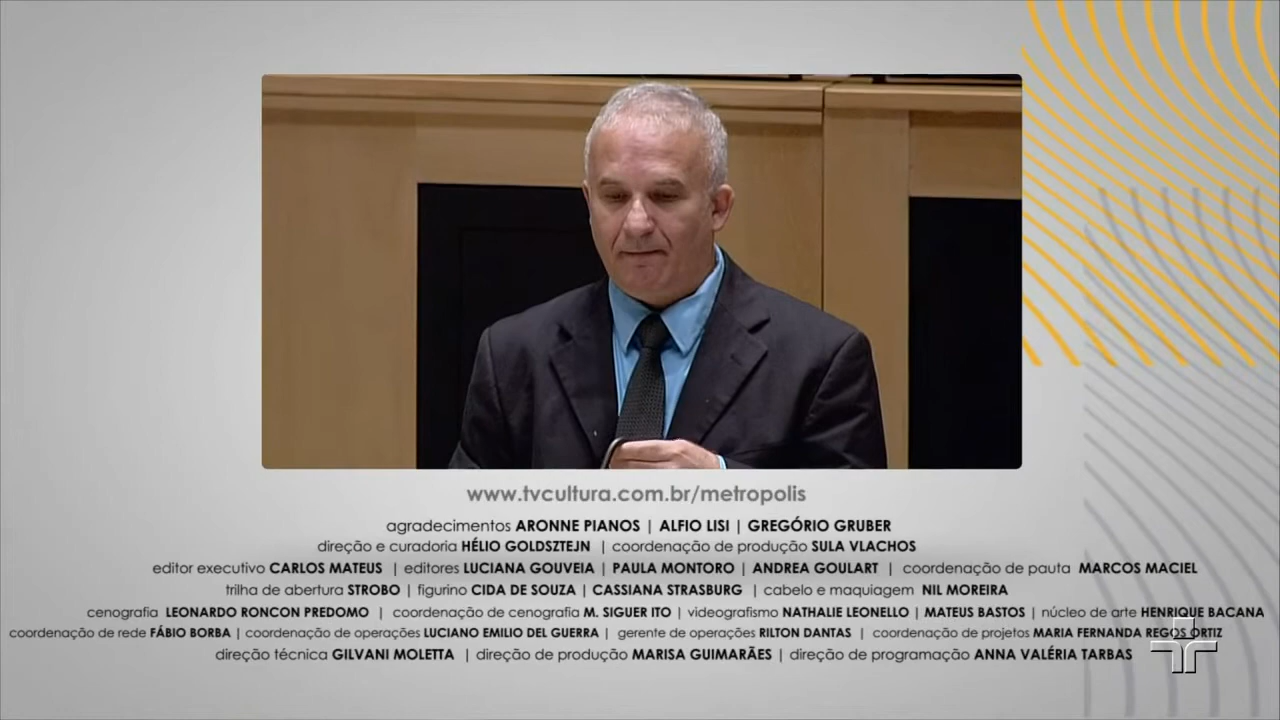 www.tvcultura.com.br/metropolis
agradecimentos ARONNE PIANOS | ALFIO LISI | GREGÓRIO GRUBER
direção e curadoria HÉLIO GOLDSZTEJN | coordenação de produção SULA VLACHOS
editor executivo CARLOS MATEUS | editores LUCIANA GOUVEIA | PAULA MONTORO | ANDREA GOULART | coordenação de pauta MARCOS MACIEL
trilha de abertura STROBO | figurino CIDA DE SOUZA | CASSIANA STRASBURG | cabelo e maquiagem NIL MOREIRA
cenografia LEONARDO RONCON PREDOMO | coordenação de cenografia M. SIGUER ITO | videografismo NATHALIE LEONELLO | MATEUS BASTOS | núcleo de arte HENRIQUE BACANA
coordenação de rede FÁBIO BORBA | coordenação de operações LUCIANO EMILIO DEL GUERRA | gerente de operações RILTON DANTAS | coordenação de projetos MARIA FERNANDA REGOS ORTIZ
direção técnica GILVANI MOLETTA | direção de produção MARISA GUIMARÃES | direção de programação ANNA VALÉRIA TARBAS